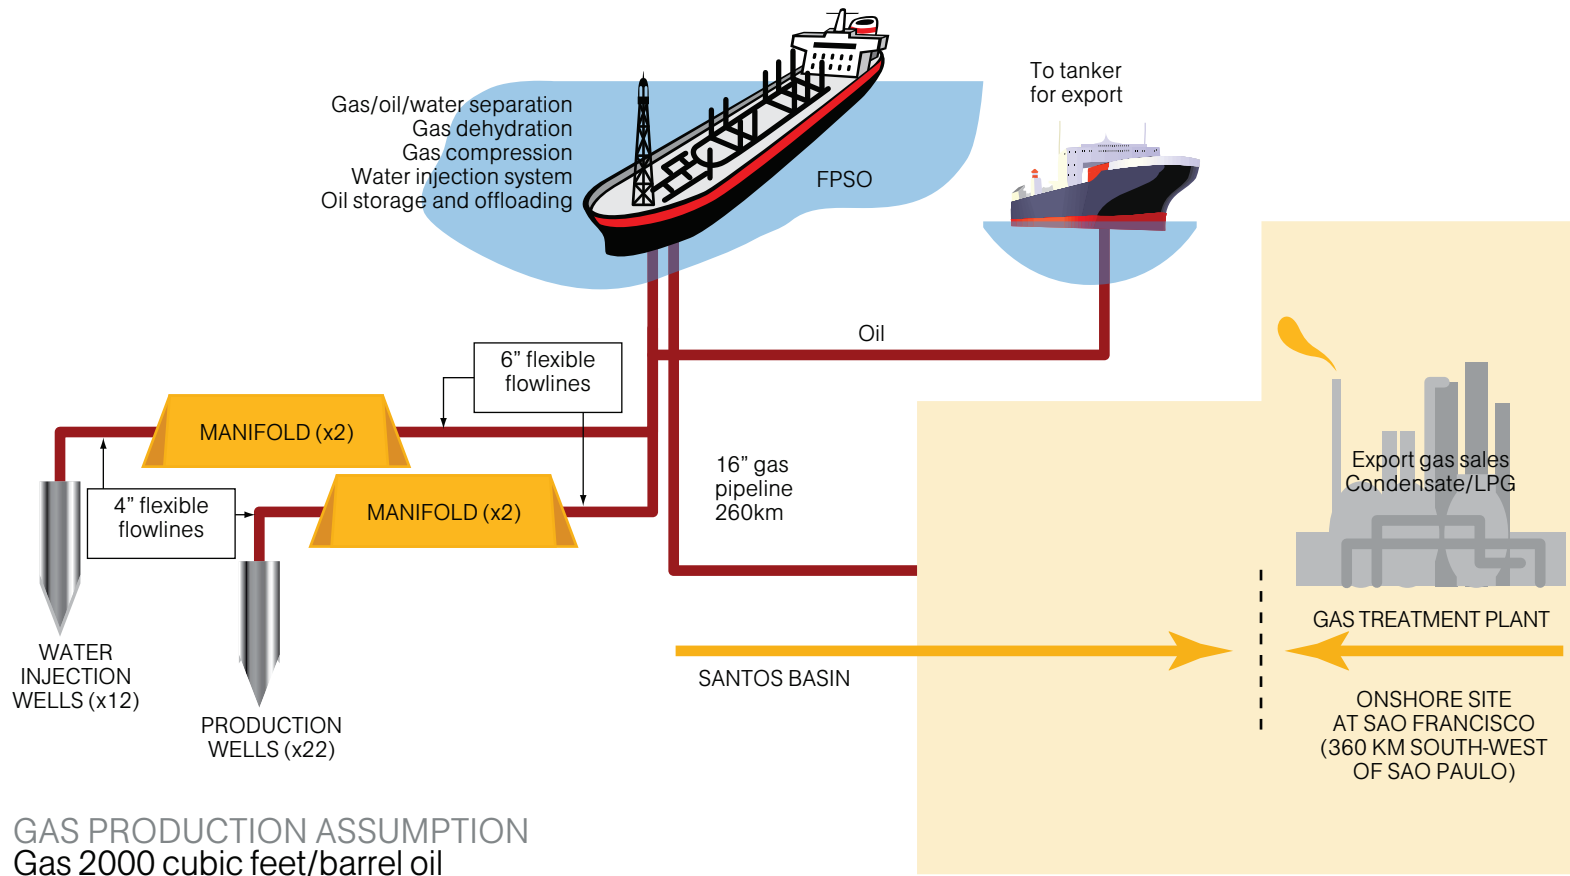 Gas/oil/water separation
Gas dehydration
Gas compression
Water injection system
Oil storage and offloading
FPSO
To tanker
for export
Oil
6” flexible
flowlines
MANIFOLD (x2)
4” flexible
flowlines
MANIFOLD (x2)
16” gas
pipeline
260km
Export gas sales
Condensate/LPG
GAS TREATMENT PLANT
WATER
INJECTION
WELLS (x12)
PRODUCTION
WELLS (x22)
SANTOS BASIN
ONSHORE SITE
AT SAO FRANCISCO
(360 KM SOUTH-WEST
OF SAO PAULO)
GAS PRODUCTION ASSUMPTION
Gas 2000 cubic feet/barrel oil